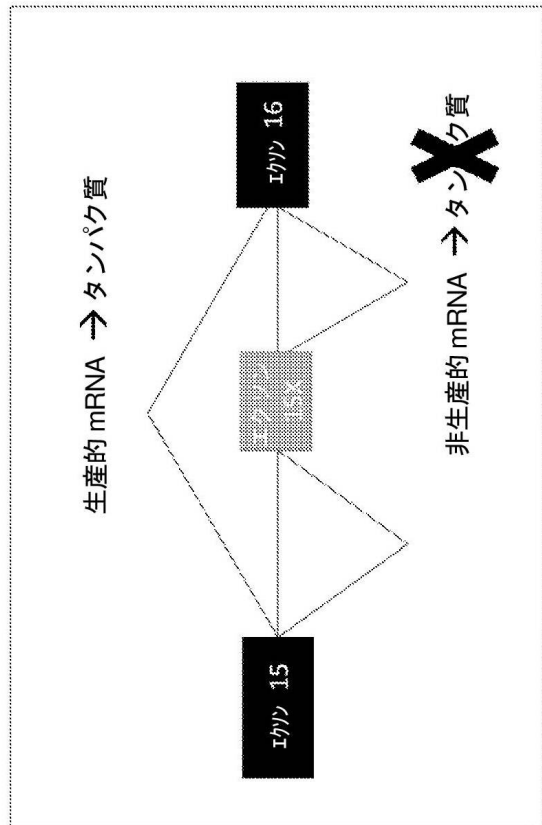 生産的 mRNA → タンパク質
エクソン 15
エクソン
15x
エクソン 16
非生産的 mRNA → タンパク質